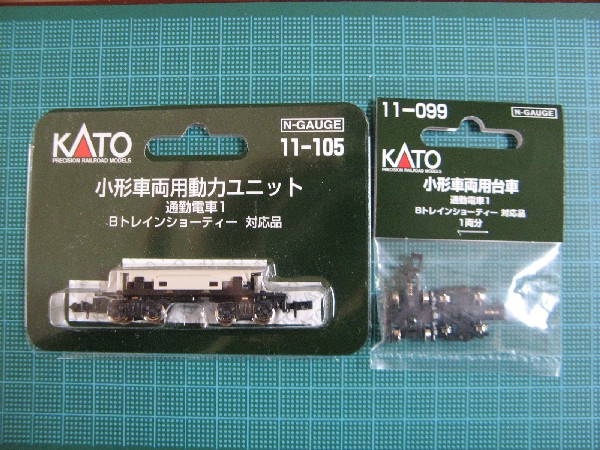 N-GAUGE
KATO
PRECISION RAILROAD MODELS
11-105
小形車両用動力ユニット
通勤電車1
Bトレインショーティー 対応品
11-099
N-GAUGE
KATO
PRECISION RAILROAD MODELS
小形車両用台車
通勤電車1
Bトレインショーティー 対応品
1両分